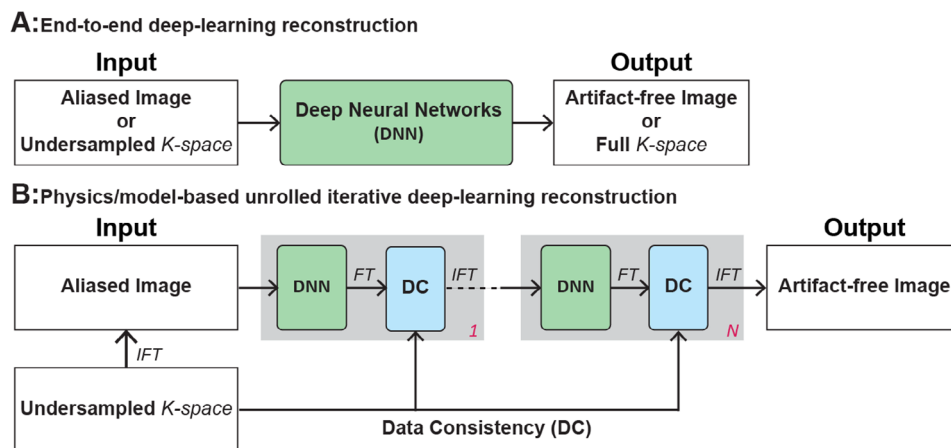 A:End-to-end deep-learning reconstruction
Input
Output
Aliased Image
or
Undersampled K-space
Deep Neural Networks
(DNN)
Artifact-free Image
or
Full K-space
B:Physics/model-based unrolled iterative deep-learning reconstruction
Input
Output
Aliased Image
DNN
FT
DC
IFT
1
DNN
FT
DC
IFT
N
Artifact-free Image
IFT
Undersampled K-space
Data Consistency (DC)